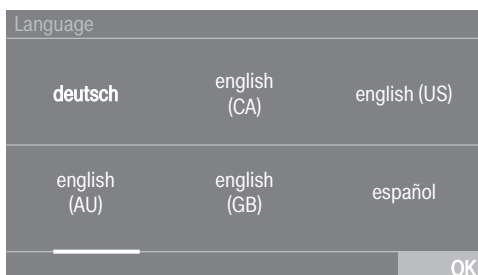 Language
deutsch
english
(CA)
english (US)
english
(AU)
english
(GB)
español
OK